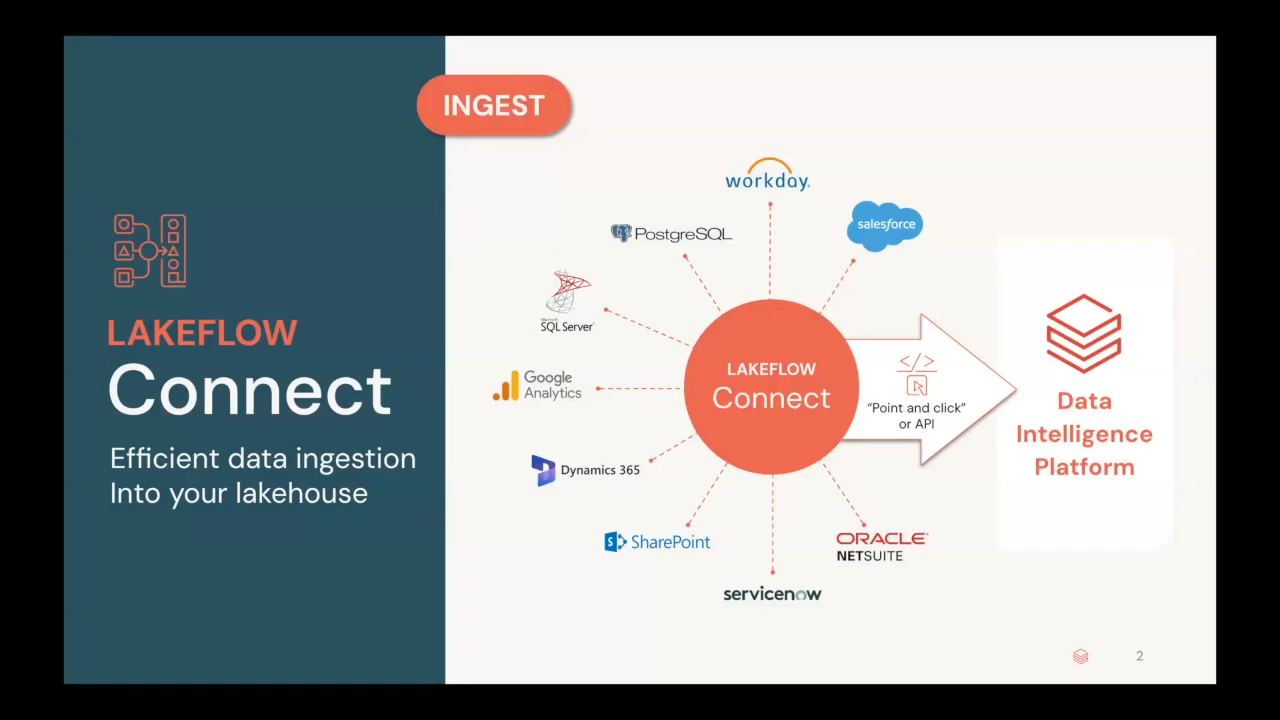 INGEST
LAKEFLOW
Connect
Efficient data ingestion
Into your lakehouse
workday.
salesforce
PostgreSQL
Microsoft
SQL Server
Google
Analytics
Dynamics 365
S
SharePoint
servicenow
ORACLE
NETSUITE
LAKEFLOW
Connect
</>
“Point and click”
or API
Data
Intelligence
Platform
2